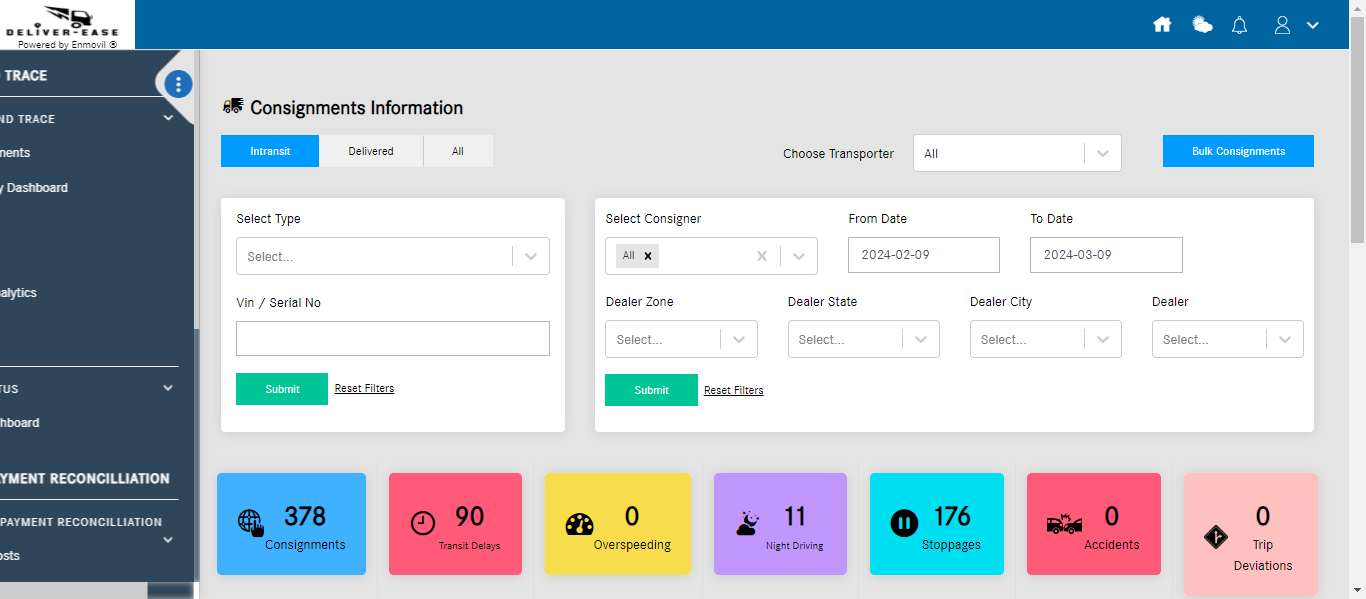 DELIVER-EASE
Powered by Enmovil ®
TRACE
ND TRACE
nents
y Dashboard
alytics
TUS
hboard
AYMENT RECONCILLIATION
PAYMENT RECONCILLIATION
osts
Consignments Information
Intransit Delivered All
Choose Transporter All Bulk Consignments
Select Type
Select...
Vin / Serial No
Submit Reset Filters
Select Consigner From Date To Date
All 2024-02-09 2024-03-09
Dealer Zone Dealer State Dealer City Dealer
Select... Select... Select... Select...
Submit Reset Filters
378 90 0 11 176 0 0
Consignments Transit Delays Overspeeding Night Driving Stoppages Accidents Trip
Deviations